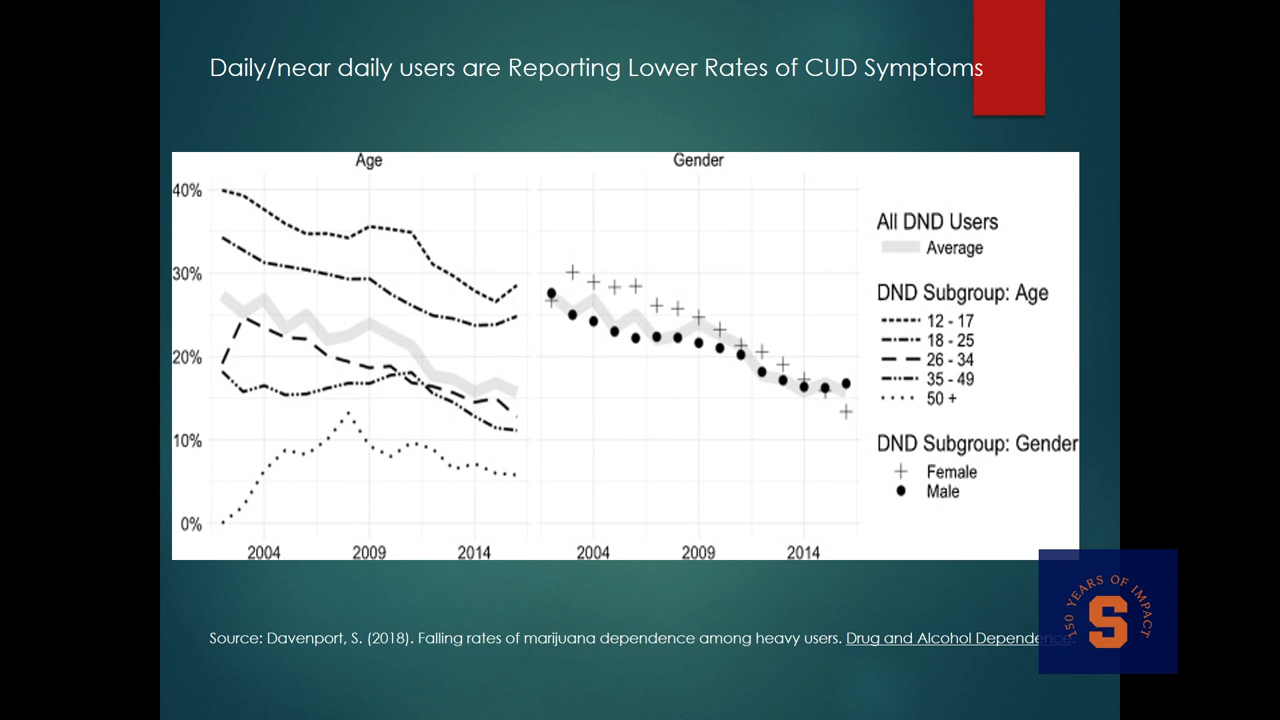 Daily/near daily users are Reporting Lower Rates of CUD Symptoms
Age
Gender
40%
30%
20%
10%
0%
2004
2009
2014
2004
2009
2014
All DND Users
Average
DND Subgroup: Age
12 - 17
18 - 25
26 - 34
35 - 49
50 +
DND Subgroup: Gender
Female
Male
Source: Davenport, S. (2018). Falling rates of marijuana dependence among heavy users. Drug and Alcohol Dependence.
150 YEARS OF IMPACT
S